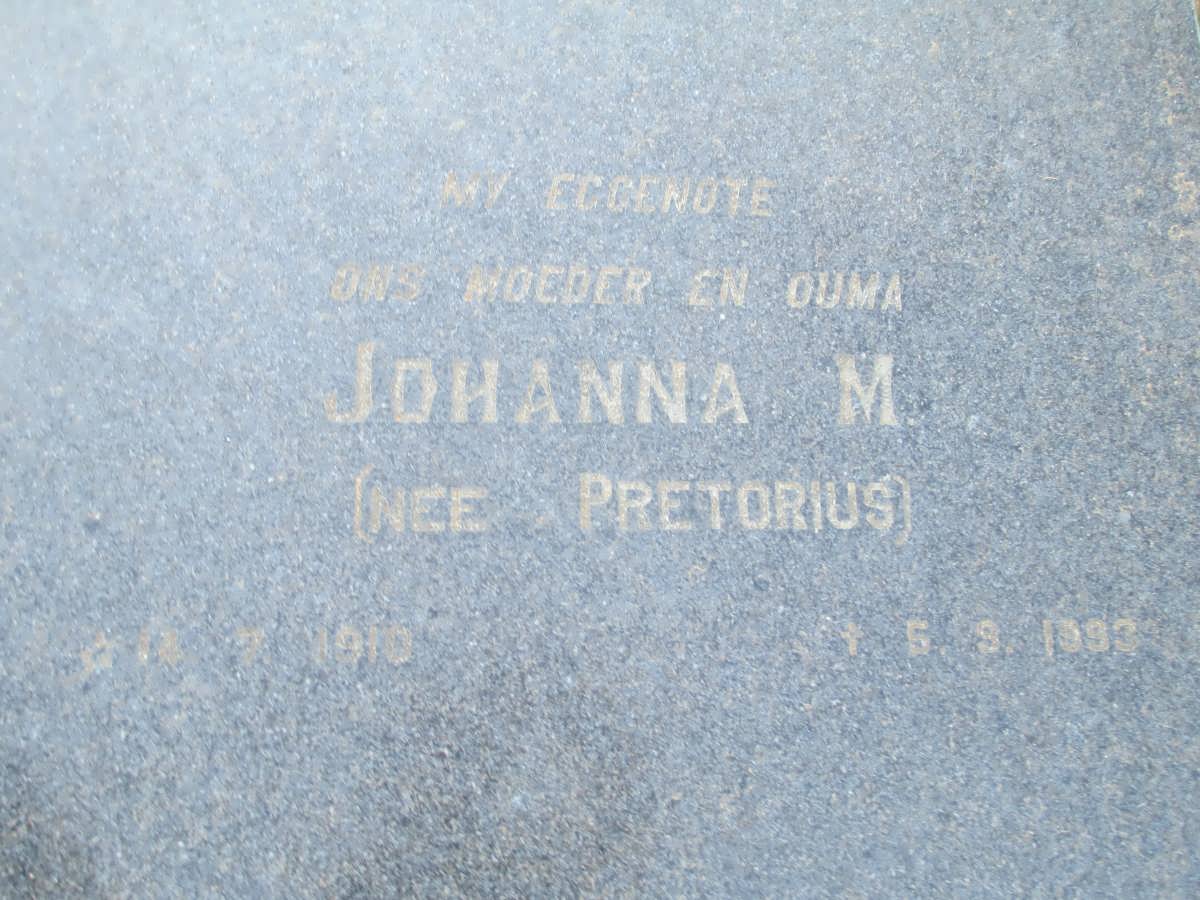 MY EGGENOTE
ONS MOEDER EN OUMA
JOHANNA M.
(NEE PRETORIUS)
☆ 14. 7. 1910 † 5. 9. 1993